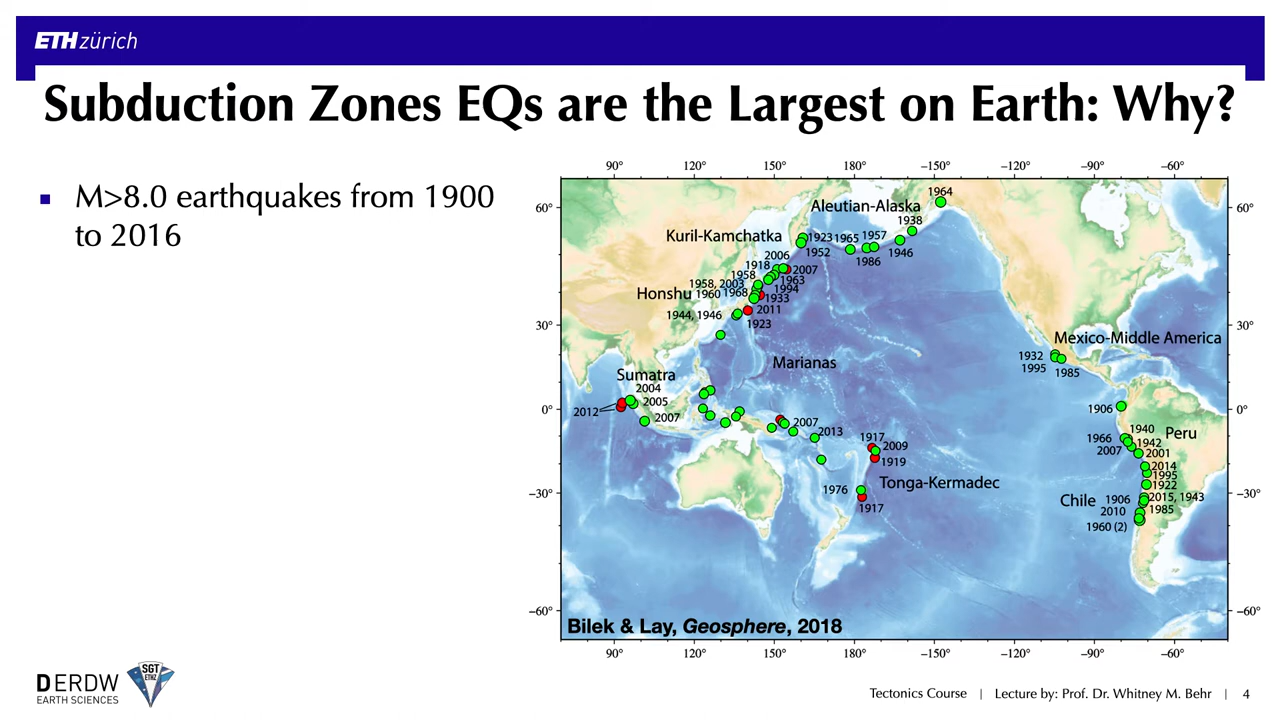 ETH zürich
Subduction Zones EQs are the Largest on Earth: Why?
M>8.0 earthquakes from 1900
to 2016
90° 120° 150° 180° −150° −120° −90° −60°
1964
60° Aleutian-Alaska 60°
1938
Kuril-Kamchatka 1923 1965 1957
1952 1946
2006 1986
1918 2007
1958 1963
1958, 2003 1994
Honshu 1960 1968 1933
1944, 1946 2011
30° 1923 30°
Mexico-Middle America
1932
Marianas 1995 1985
Sumatra
2004
2005
2012
0° 1906 0°
2007
2007 1940
2013 1966 Peru
1917 1942
2009 2007 2001
1919 2014
1995
Tonga-Kermadec 1922
1976
−30° Chile 1906 2015, 1943 −30°
1917 2010 1985
1960 (2)
−60° −60°
Bilek & Lay, Geosphere, 2018
90° 120° 150° 180° −150° −120° −90° −60°
DERDW
EARTH SCIENCES
SGT
ETHZ
Tectonics Course | Lecture by: Prof. Dr. Whitney M. Behr | 4